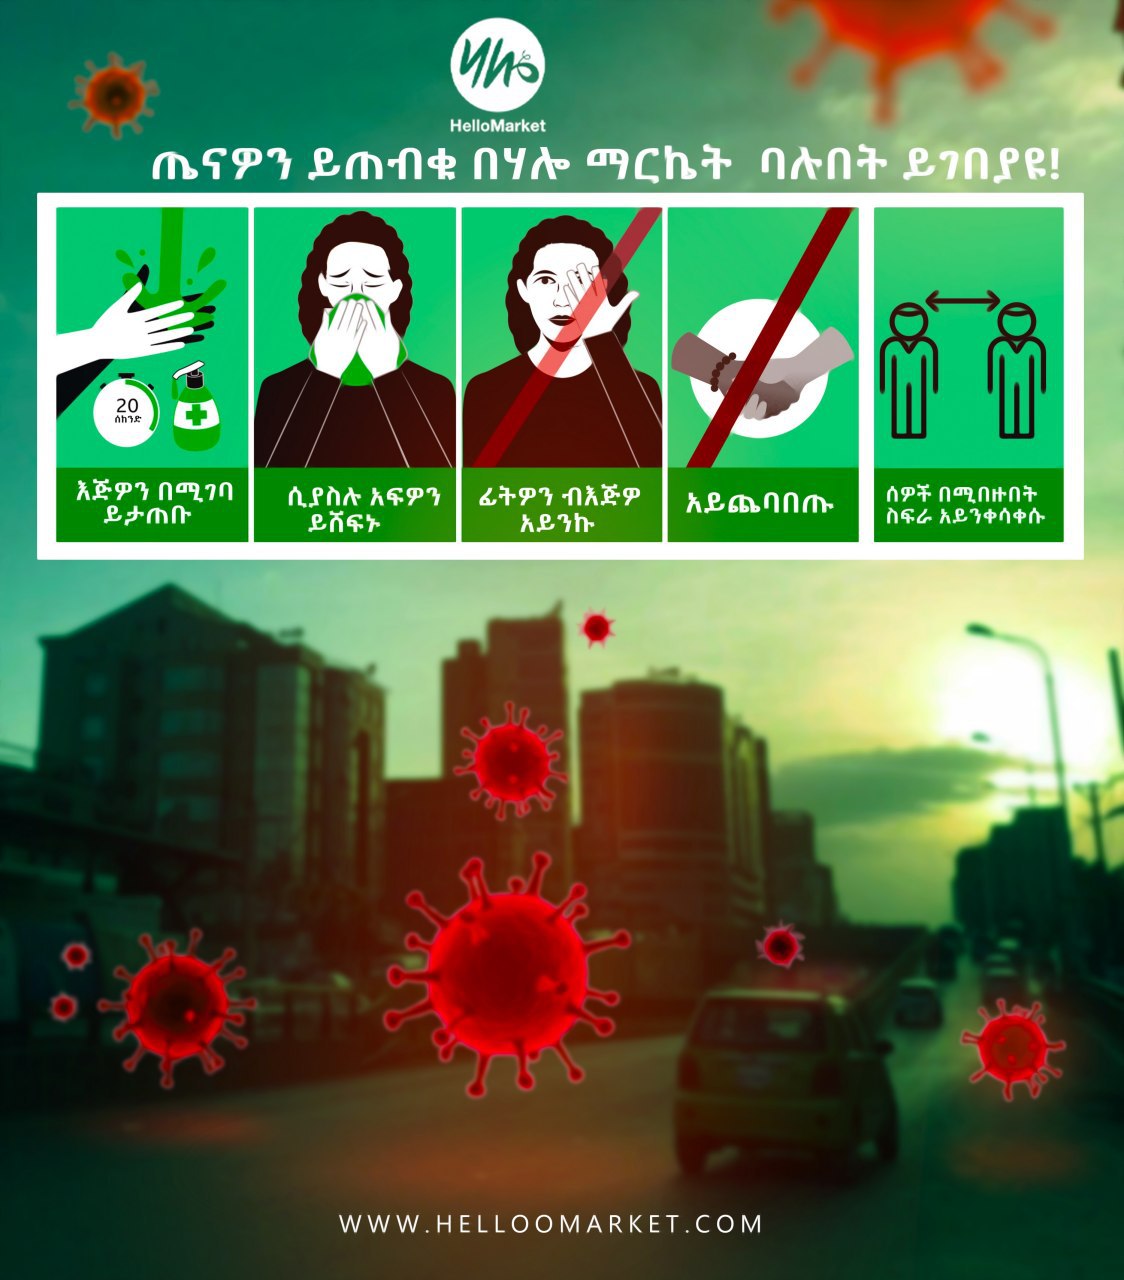 ሃሎ
HelloMarket
ጤናዎን ይጠብቁ በሃሎ ማርኬት ባሉበት ይገበያዩ!
20
ሰከንድ
እጅዎን በሚገባ
ይታጠቡ
ሲያስሉ አፍዎን
ይሸፍኑ
ፊትዎን ብእጅዎ
አይንኩ
አይጨባበጡ
ሰዎች በሚበዙበት
ስፍራ አይንቀሳቀሱ
WWW.HELLOOMARKET.COM